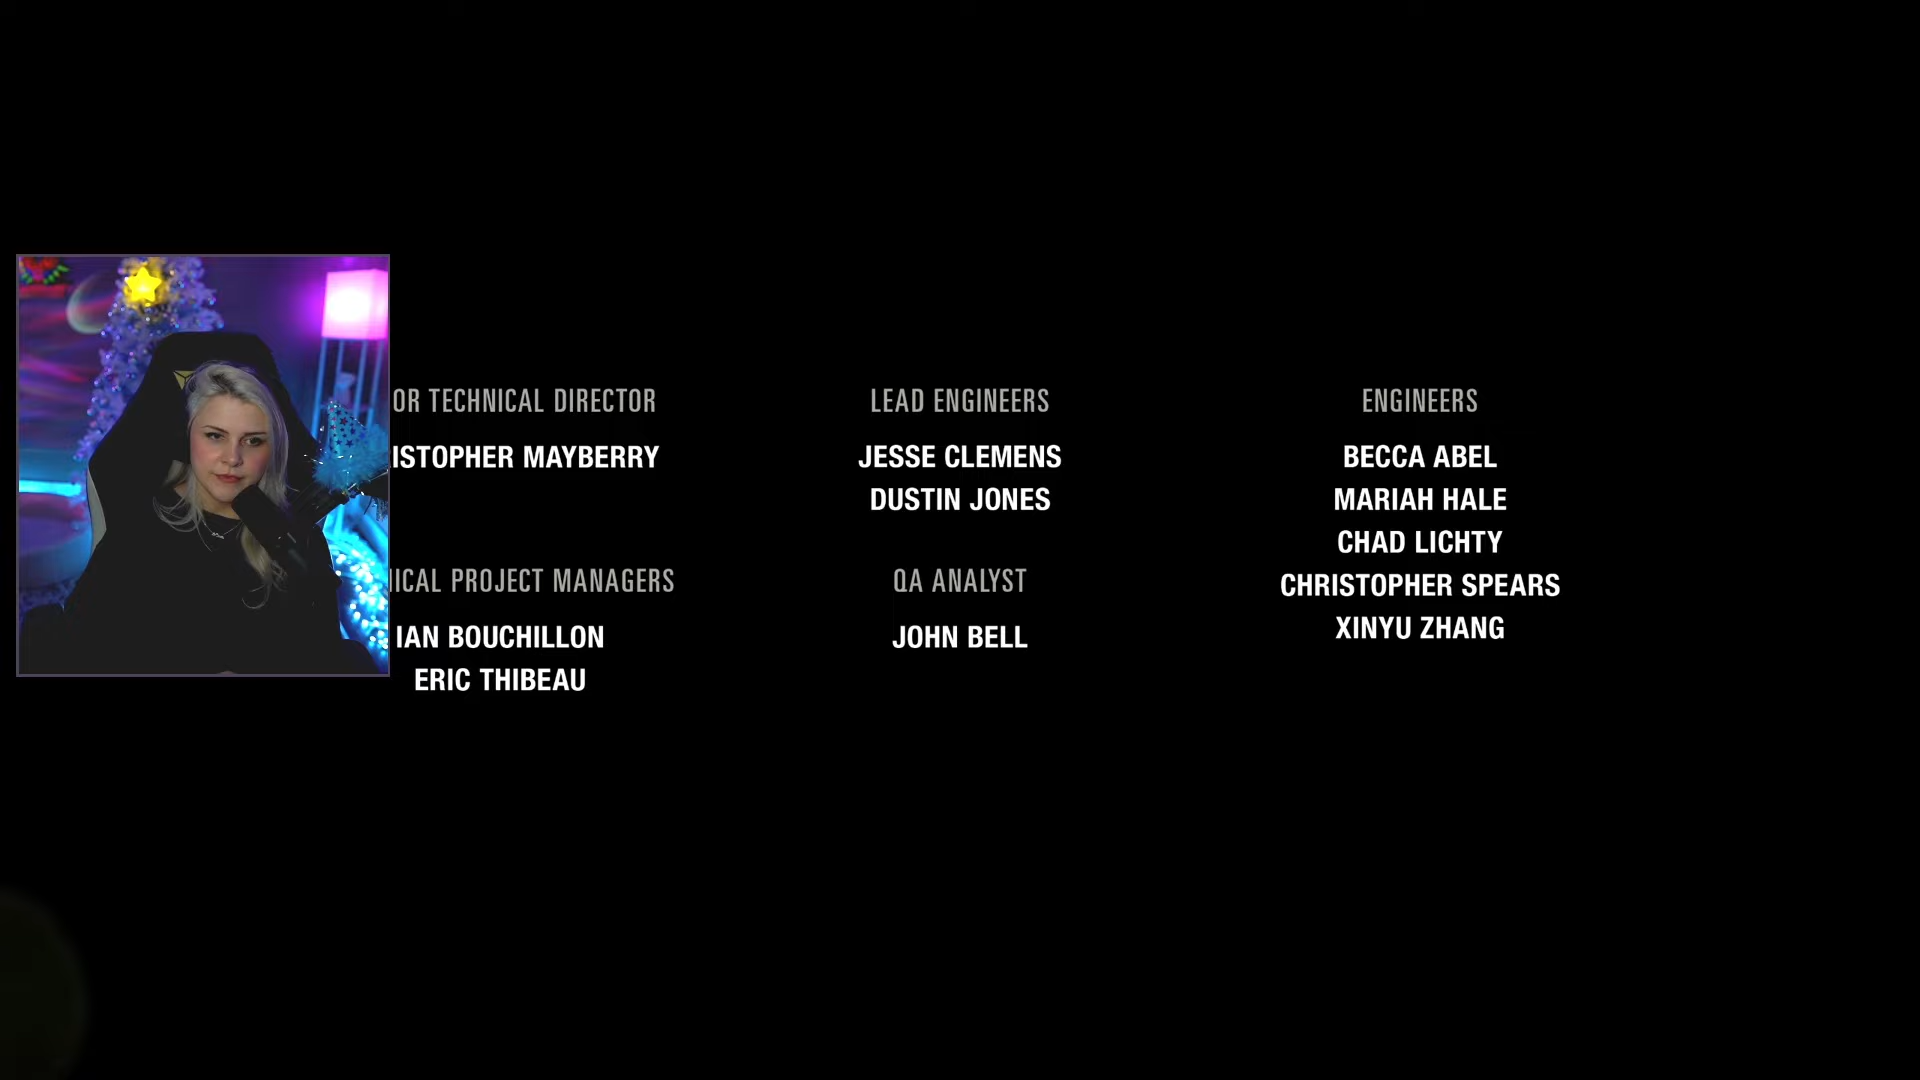 OR TECHNICAL DIRECTOR
ISTOPHER MAYBERRY
ICAL PROJECT MANAGERS
IAN BOUCHILLON
ERIC THIBEAU
LEAD ENGINEERS
JESSE CLEMENS
DUSTIN JONES
QA ANALYST
JOHN BELL
ENGINEERS
BECCA ABEL
MARIAH HALE
CHAD LICHTY
CHRISTOPHER SPEARS
XINYU ZHANG